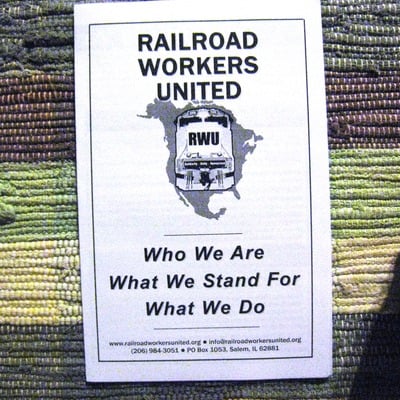 RAILROAD
WORKERS
UNITED
RWU
Who We Are
What We Stand For
What We Do
www.railroadworkersunited.org • info@railroadworkersunited.org
(206) 984-3051 • PO Box 1053, Salem, IL 62881